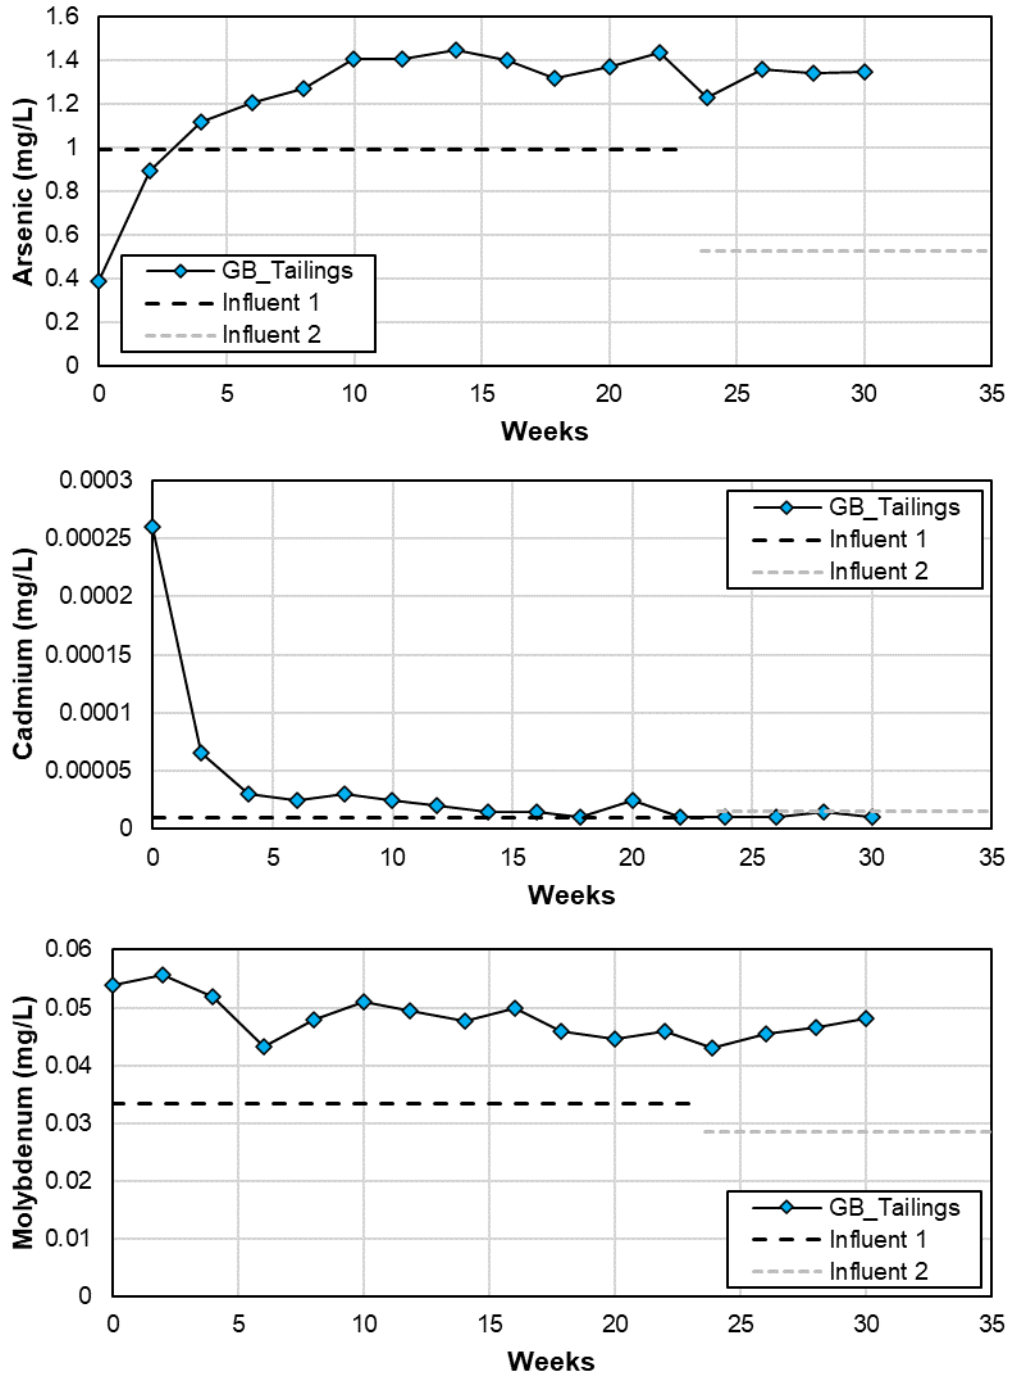 1.6
1.4
1.2
1
0.8
0.6
0.4
0.2
0
Arsenic (mg/L)
GB_Tailings
Influent 1
Influent 2
0 5 10 15 20 25 30 35
Weeks
0.0003
0.00025
0.0002
0.00015
0.0001
0.00005
0
Cadmium (mg/L)
GB_Tailings
Influent 1
Influent 2
0 5 10 15 20 25 30 35
Weeks
0.06
0.05
0.04
0.03
0.02
0.01
0
Molybdenum (mg/L)
GB_Tailings
Influent 1
Influent 2
0 5 10 15 20 25 30 35
Weeks